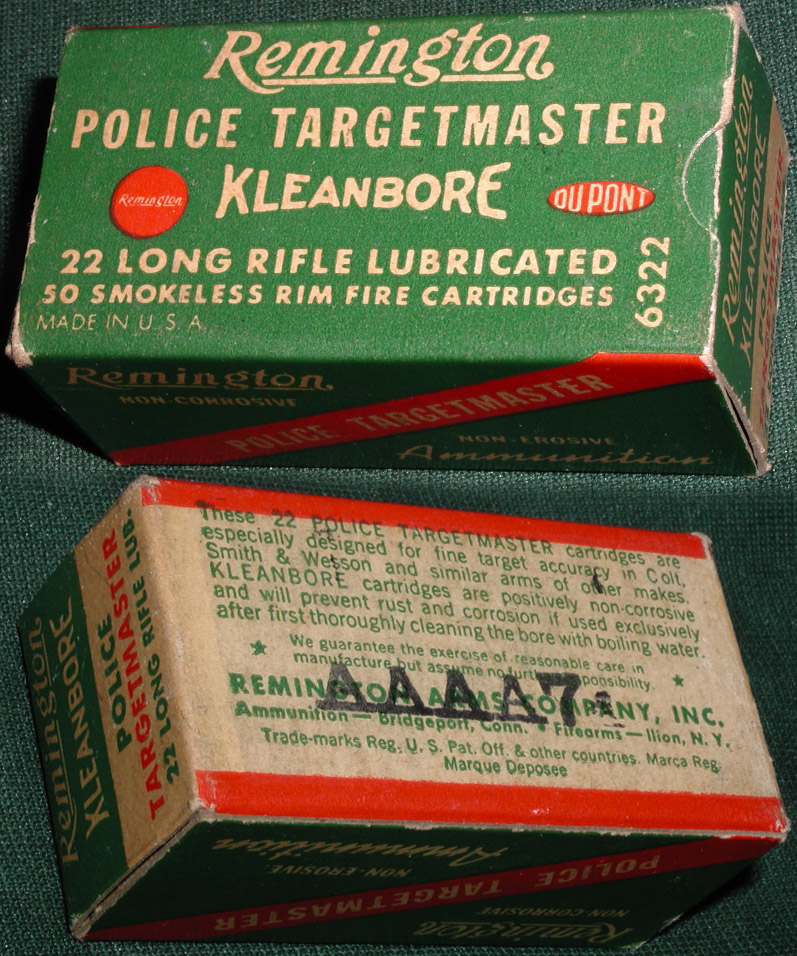 Remington
POLICE TARGETMASTER
Remington
KLEANBORE
DU PONT
22 LONG RIFLE LUBRICATED
50 SMOKELESS RIM FIRE CARTRIDGES
MADE IN U.S.A.
6322
Remington
NON-CORROSIVE
POLICE TARGETMASTER
NON-EROSIVE
Ammunition
Remington
KLEANBORE
Remington
KLEANBORE
POLICE
TARGETMASTER
22 LONG RIFLE LUB.
These 22 POLICE TARGETMASTER cartridges are
especially designed for fine target accuracy in Colt,
Smith & Wesson and similar arms of other makes.
KLEANBORE cartridges are positively non-corrosive
and will prevent rust and corrosion if used exclusively
after first thoroughly cleaning the bore with boiling water.
We guarantee the exercise of reasonable care in
manufacture but assume no further responsibility.
AAAA7
REMINGTON ARMS COMPANY, INC.
Ammunition — Bridgeport, Conn. • Firearms — Ilion, N. Y.
Trade-marks Reg. U. S. Pat. Off. & other countries. Marca Reg.
Marque Deposee
Ammunition
NON-EROSIVE
POLICE TARGETMASTER
NON-CORROSIVE
Remington